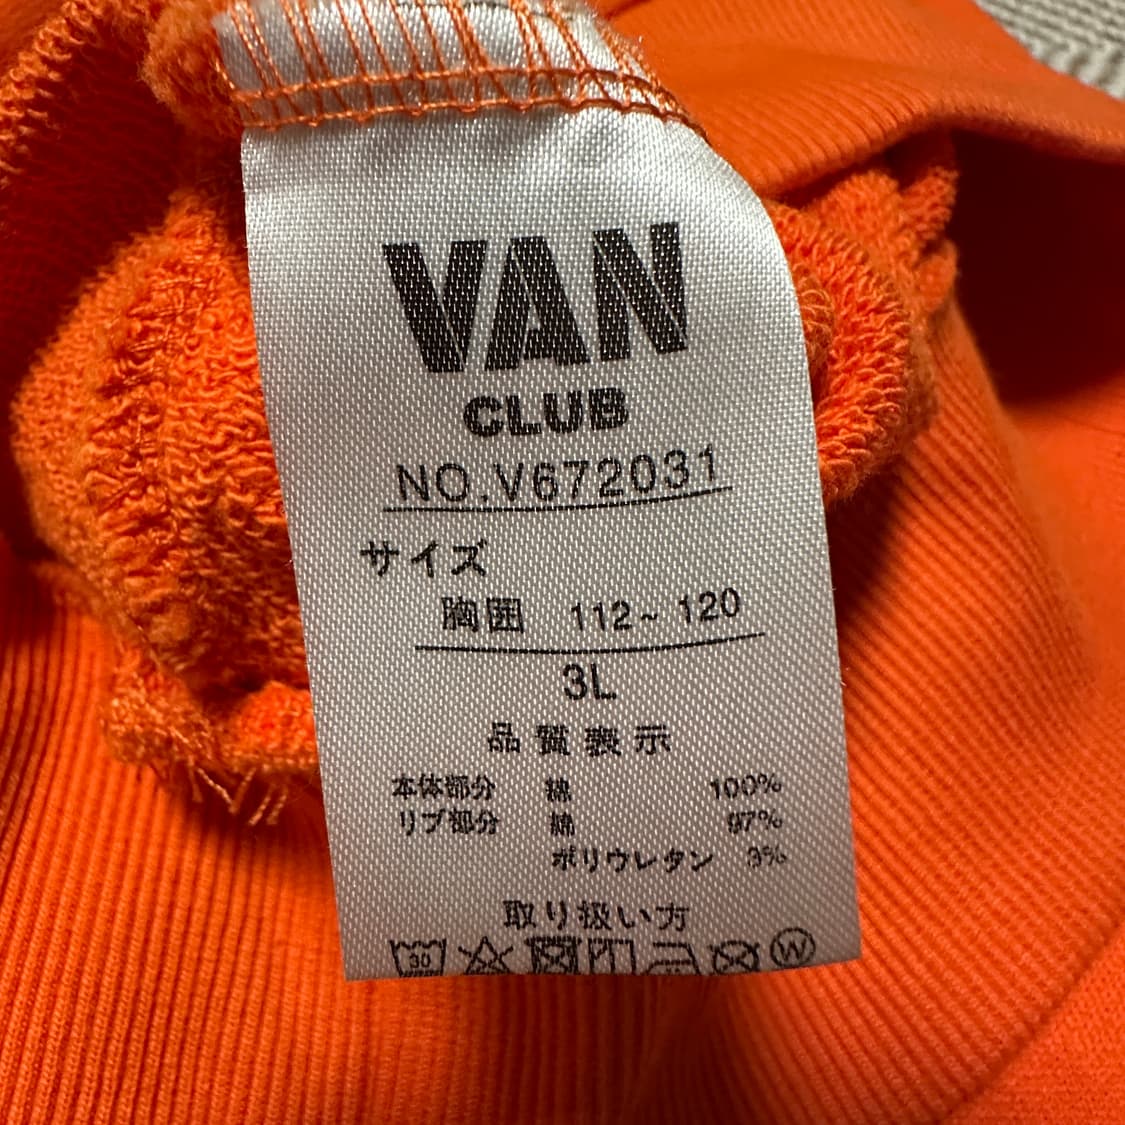 VAN
CLUB
NO.V672031
サイズ
胸囲 112~ 120
3L
品質表示
本体部分 綿 100%
リブ部分 綿 97%
ポリウレタン 3%
取り扱い方
30
W